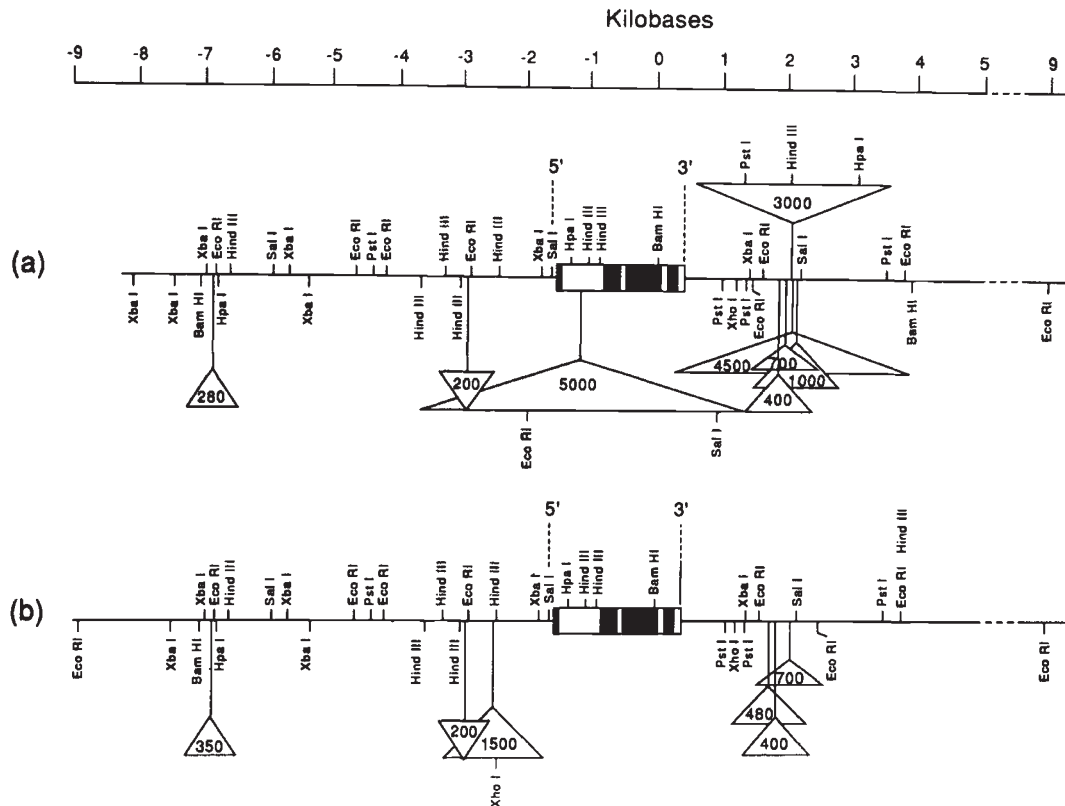 Kilobases
-9 -8 -7 -6 -5 -4 -3 -2 -1 0 1 2 3 4 5 9
Pst I Hind III Hpa I
3000
5' 3'
Xba I Eco RI Hind III Sal I Xba I Eco RI Pst I Eco RI Hind III Eco RI Hind III Xba I Sal I Hpa I Hind III Hind III Bam HI Xba I Eco RI Sal I Pst I Eco RI
(a)
Xba I Xba I Bam HI Hpa I Xba I Hind III Hind III Pst I Xho I Pst I Eco RI Bam HI Eco RI
280 200 5000 4500 700 1000 400
Eco RI Sal I
5' 3'
Xba I Eco RI Hind III Sal I Xba I Eco RI Pst I Eco RI Hind III Eco RI Hind III Xba I Sal I Hpa I Hind III Hind III Bam HI Xba I Eco RI Sal I Pst I Eco RI Hind III
(b)
Eco RI Xba I Bam HI Hpa I Xba I Hind III Hind III Pst I Xho I Pst I Eco RI Eco RI
350 200 1500 700 480 400
Xho I